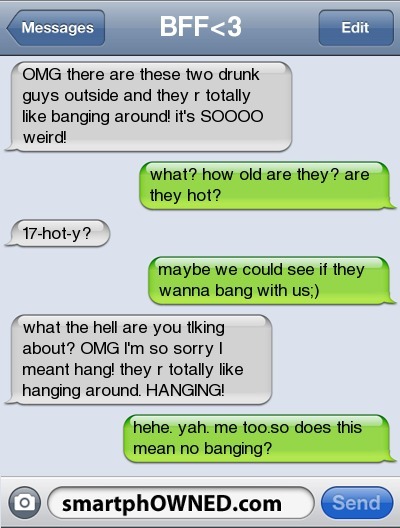 Messages
BFF<3
Edit
OMG there are these two drunk
guys outside and they r totally
like banging around! it's SOOOO
weird!
what? how old are they? are
they hot?
17-hot-y?
maybe we could see if they
wanna bang with us;)
what the hell are you tlking
about? OMG I'm so sorry I
meant hang! they r totally like
hanging around. HANGING!
hehe. yah. me too.so does this
mean no banging?
smartphOWNED.com
Send